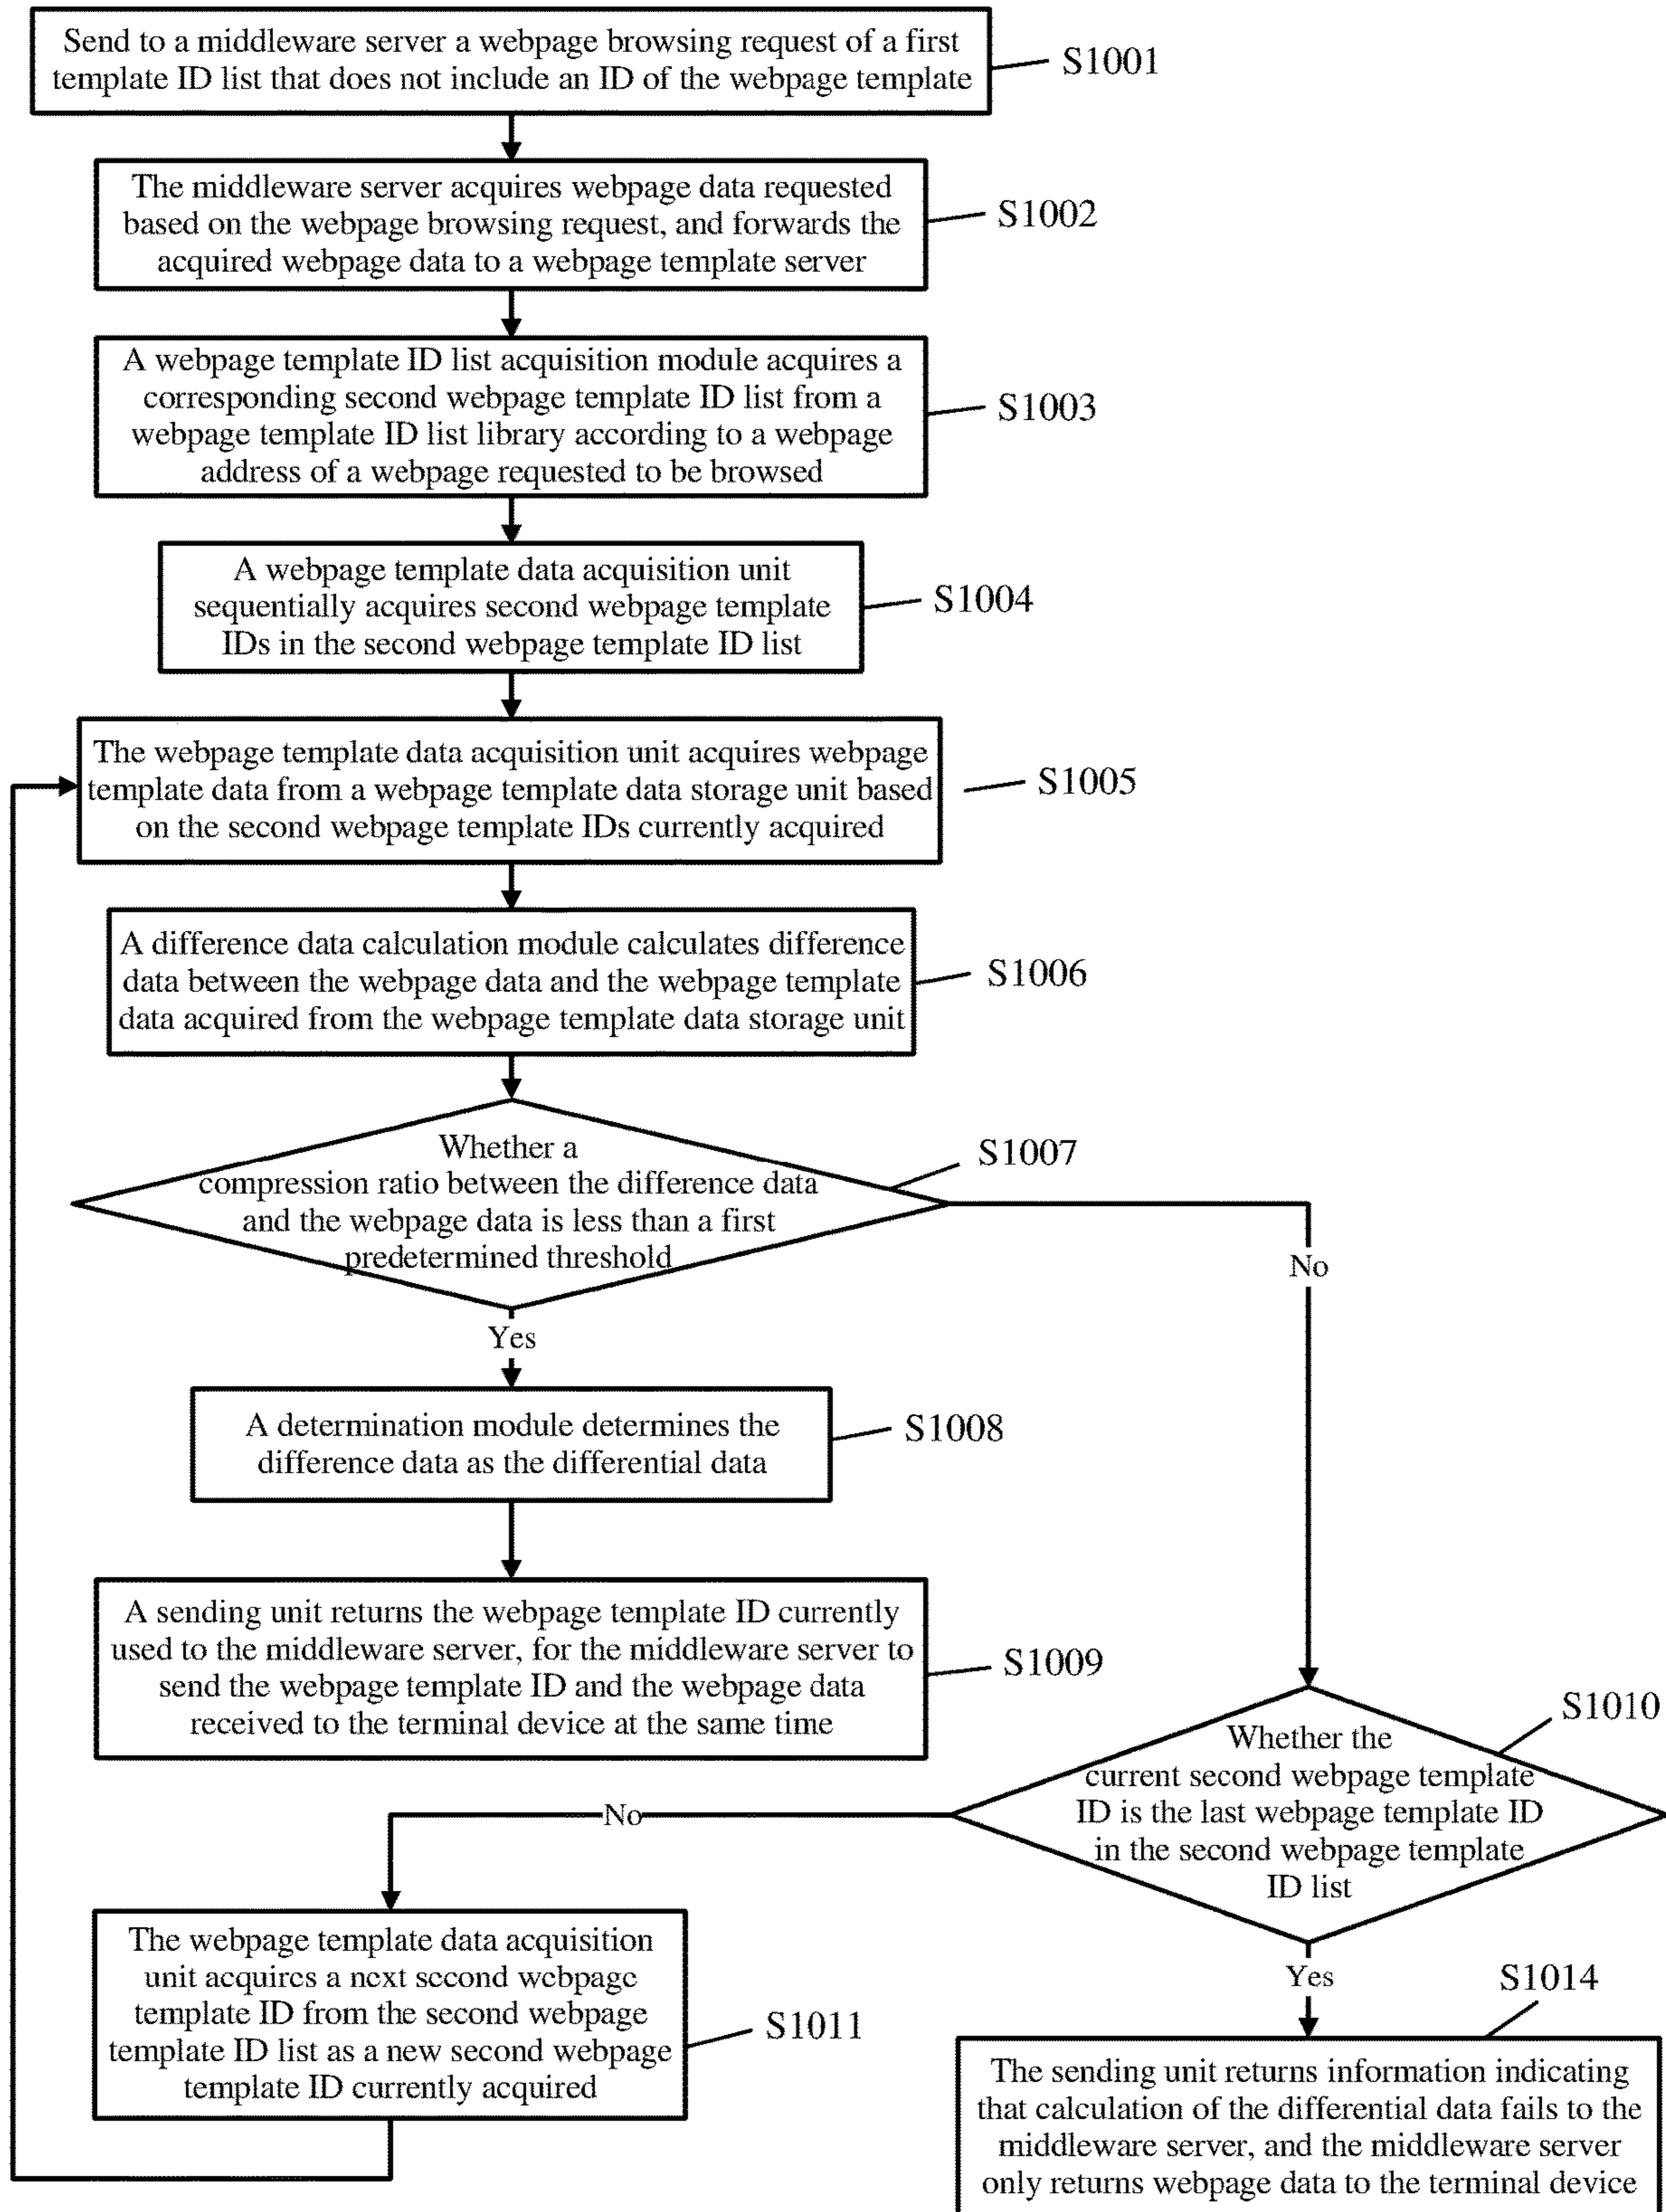 Send to a middleware server a webpage browsing request of a first
template ID list that does not include an ID of the webpage template
S1001
The middleware server acquires webpage data requested
based on the webpage browsing request, and forwards the
acquired webpage data to a webpage template server
S1002
A webpage template ID list acquisition module acquires a
corresponding second webpage template ID list from a
webpage template ID list library according to a webpage
address of a webpage requested to be browsed
S1003
A webpage template data acquisition unit
sequentially acquires second webpage template
IDs in the second webpage template ID list
S1004
The webpage template data acquisition unit acquires webpage
template data from a webpage template data storage unit based
on the second webpage template IDs currently acquired
S1005
A difference data calculation module calculates difference
data between the webpage data and the webpage template
data acquired from the webpage template data storage unit
S1006
Whether a
compression ratio between the difference data
and the webpage data is less than a first
predetermined threshold
S1007
No
Yes
A determination module determines the
difference data as the differential data
S1008
A sending unit returns the webpage template ID currently
used to the middleware server, for the middleware server to
send the webpage template ID and the webpage data
received to the terminal device at the same time
S1009
Whether the
current second webpage template
ID is the last webpage template ID
in the second webpage template
ID list
S1010
No
Yes
The webpage template data acquisition
unit acquires a next second webpage
template ID from the second webpage
template ID list as a new second webpage
template ID currently acquired
S1011
S1014
The sending unit returns information indicating
that calculation of the differential data fails to the
middleware server, and the middleware server
only returns webpage data to the terminal device